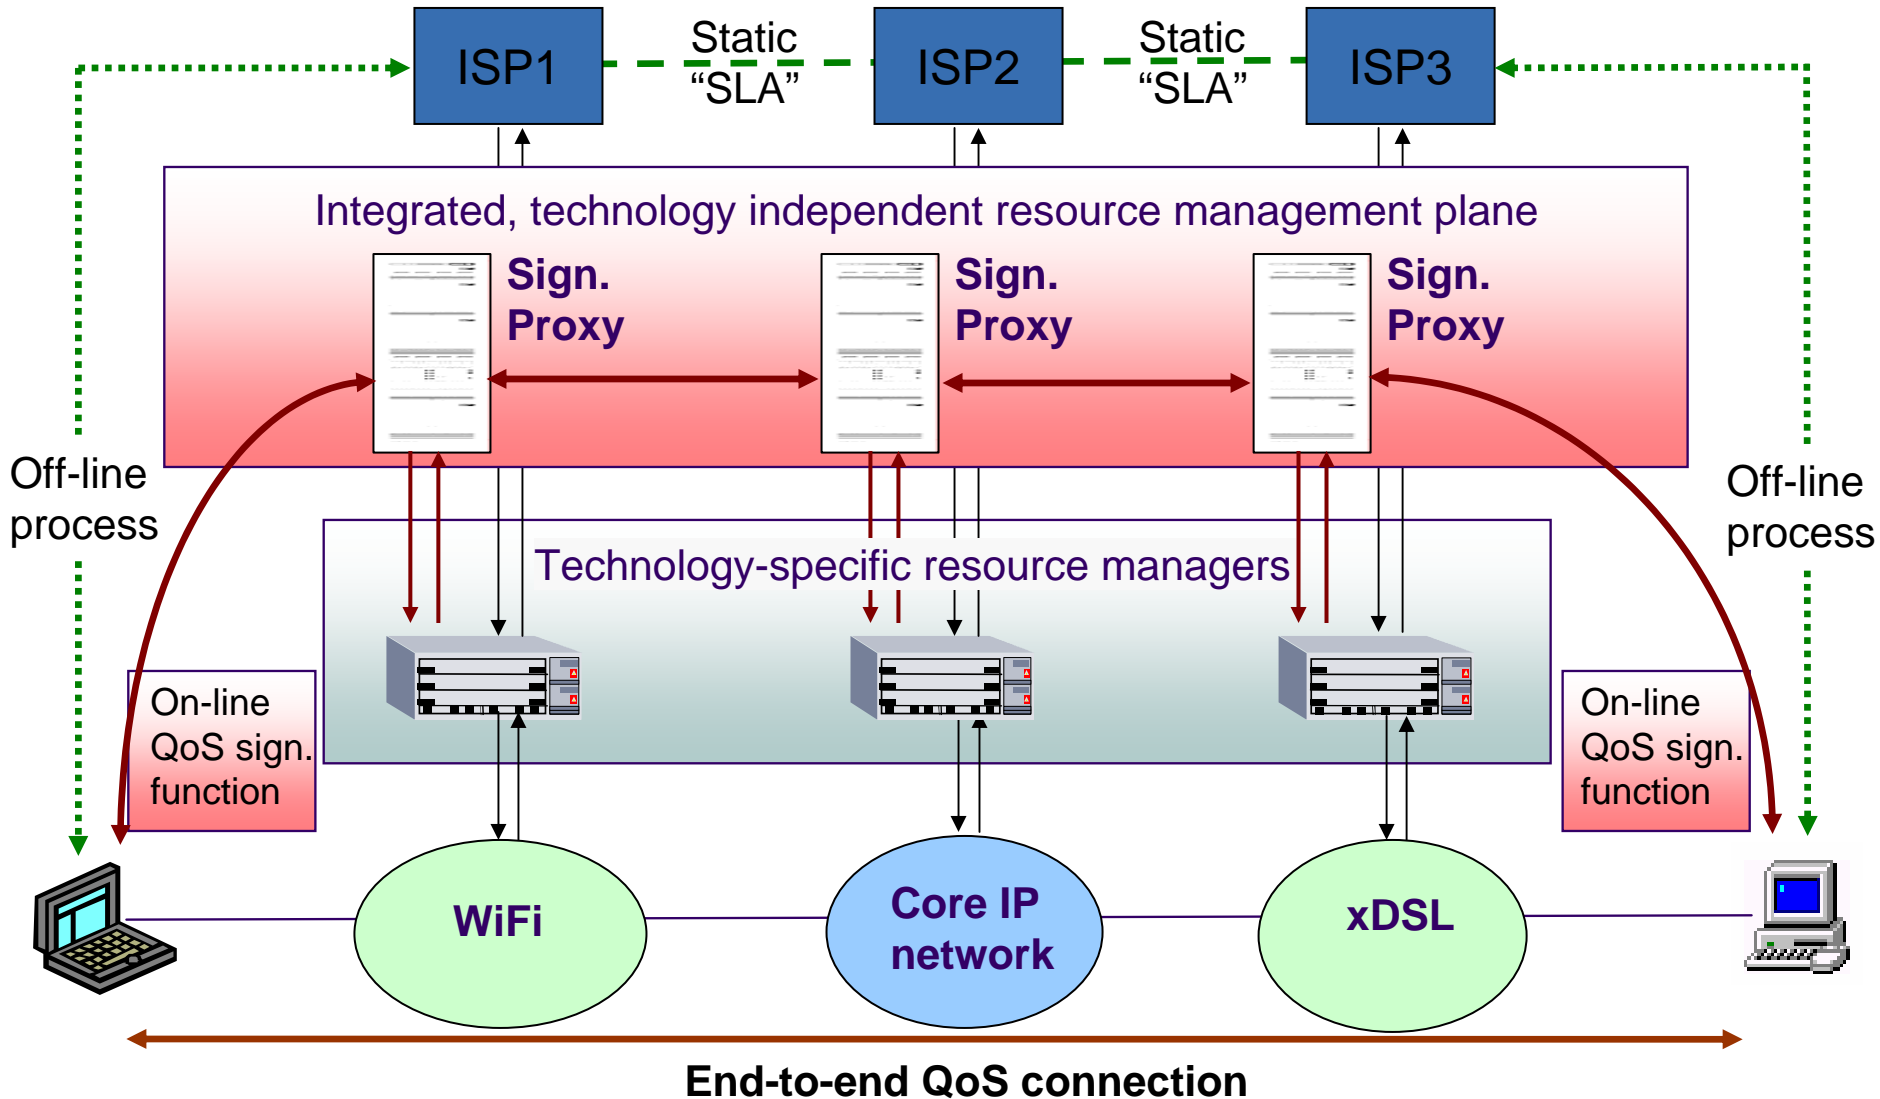 ISP1
Static
“SLA”
ISP2
Static
“SLA”
ISP3
Integrated, technology independent resource management plane
Sign.
Proxy
Sign.
Proxy
Sign.
Proxy
Off-line
process
Off-line
process
Technology-specific resource managers
On-line
QoS sign.
function
On-line
QoS sign.
function
WiFi
Core IP
network
xDSL
End-to-end QoS connection